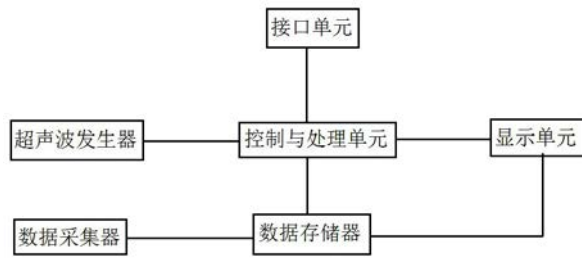 接口单元
超声波发生器
控制与处理单元
显示单元
数据采集器
数据存储器